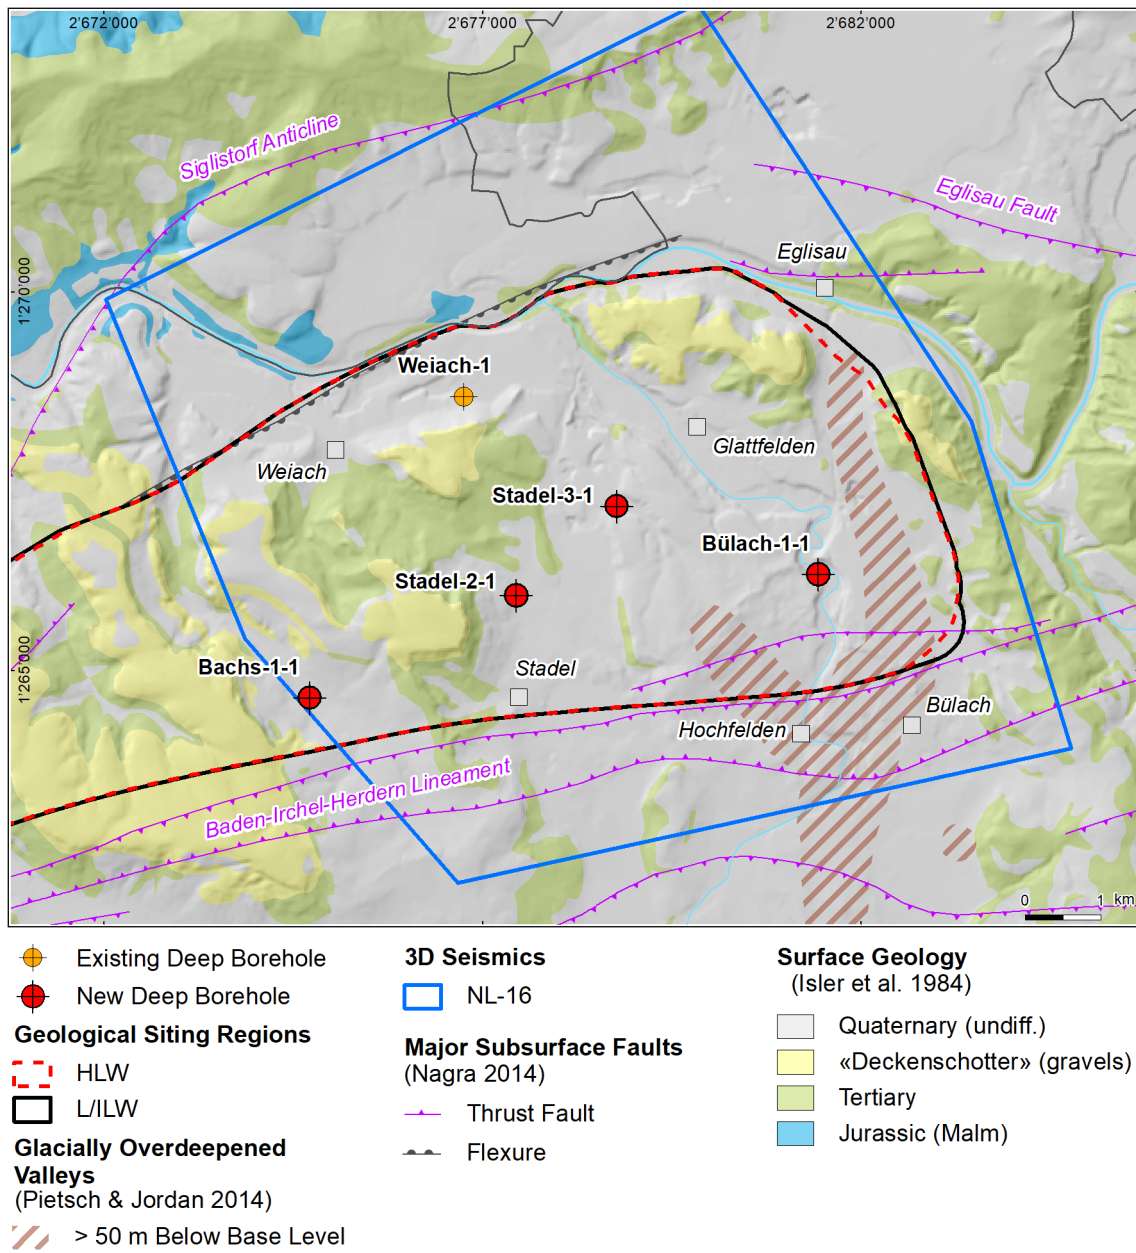 2'672'000
2'677'000
2'682'000
Siglistorf Anticline
Eglisau Fault
Eglisau
1'270'000
Weiach-1
Glattfelden
Weiach
Stadel-3-1
Bülach-1-1
Stadel-2-1
1'265'000
Bachs-1-1
Stadel
Bülach
Hochfelden
Baden-Irchel-Herdern Lineament
0 1
km
Existing Deep Borehole
New Deep Borehole
Geological Siting Regions
HLW
L/ILW
Glacially Overdeepened
Valleys
(Pietsch & Jordan 2014)
> 50 m Below Base Level
3D Seismics
NL-16
Major Subsurface Faults
(Nagra 2014)
Thrust Fault
Flexure
Surface Geology
(Isler et al. 1984)
Quaternary (undiff.)
«Deckenschotter» (gravels)
Tertiary
Jurassic (Malm)